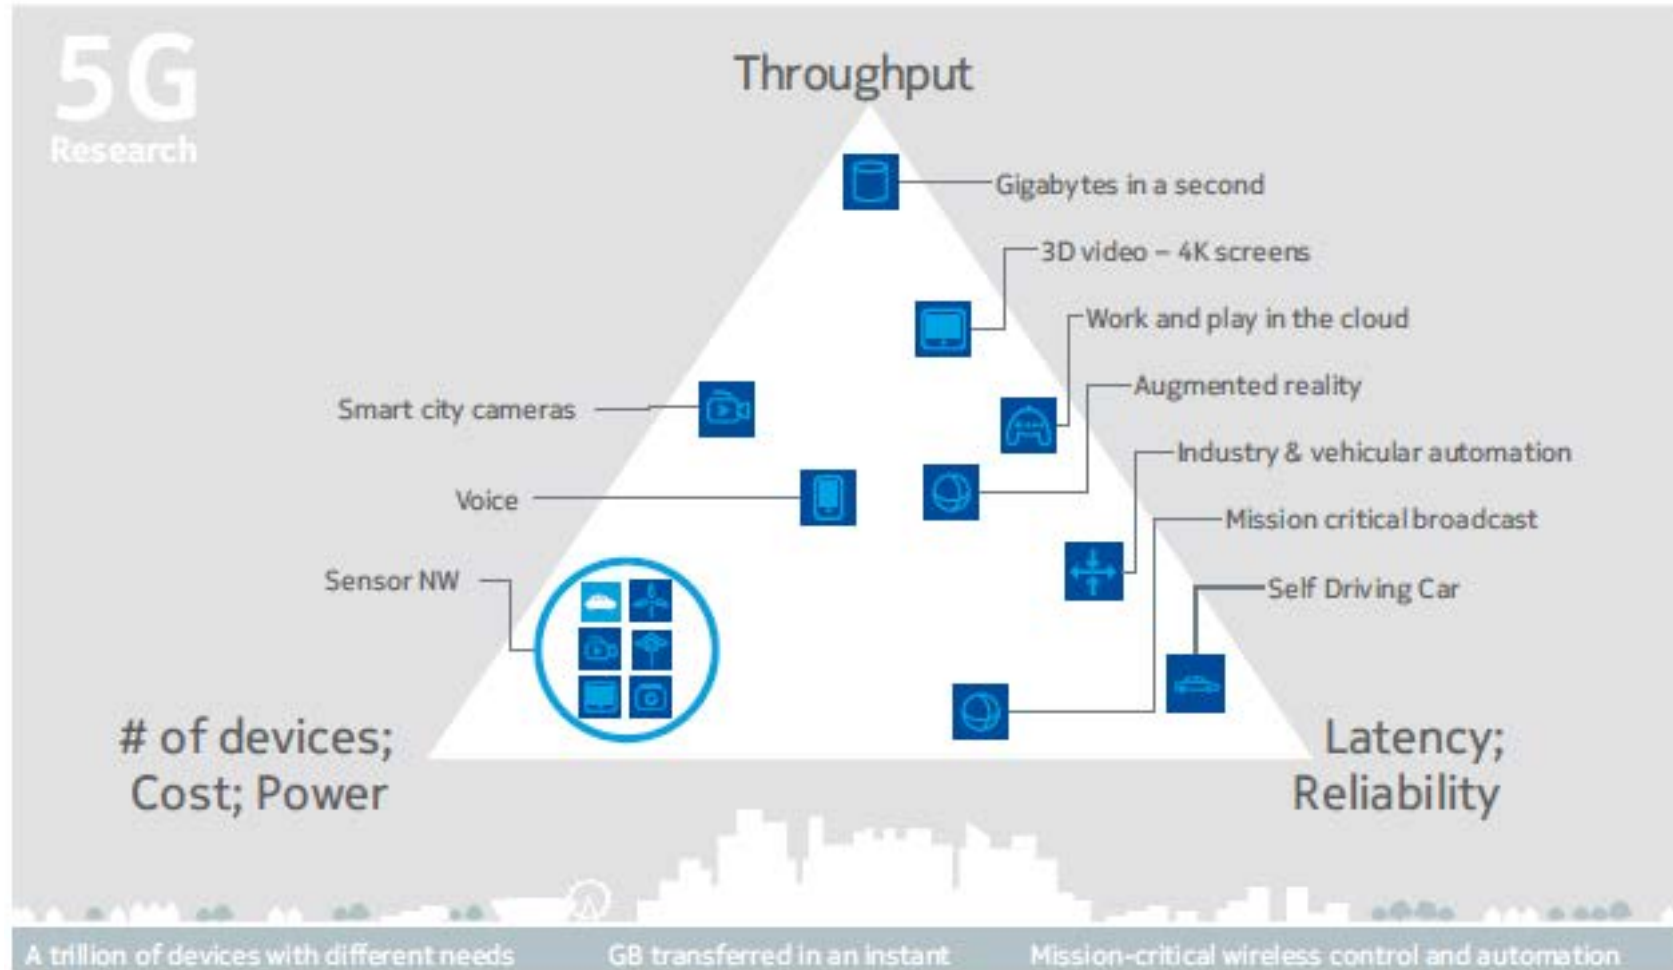 5G
Research
Throughput
Gigabytes in a second
3D video – 4K screens
Work and play in the cloud
Augmented reality
Smart city cameras
Industry & vehicular automation
Voice
Mission critical broadcast
Sensor NW
Self Driving Car
# of devices;
Cost; Power
Latency;
Reliability
A trillion of devices with different needs
GB transferred in an instant
Mission-critical wireless control and automation